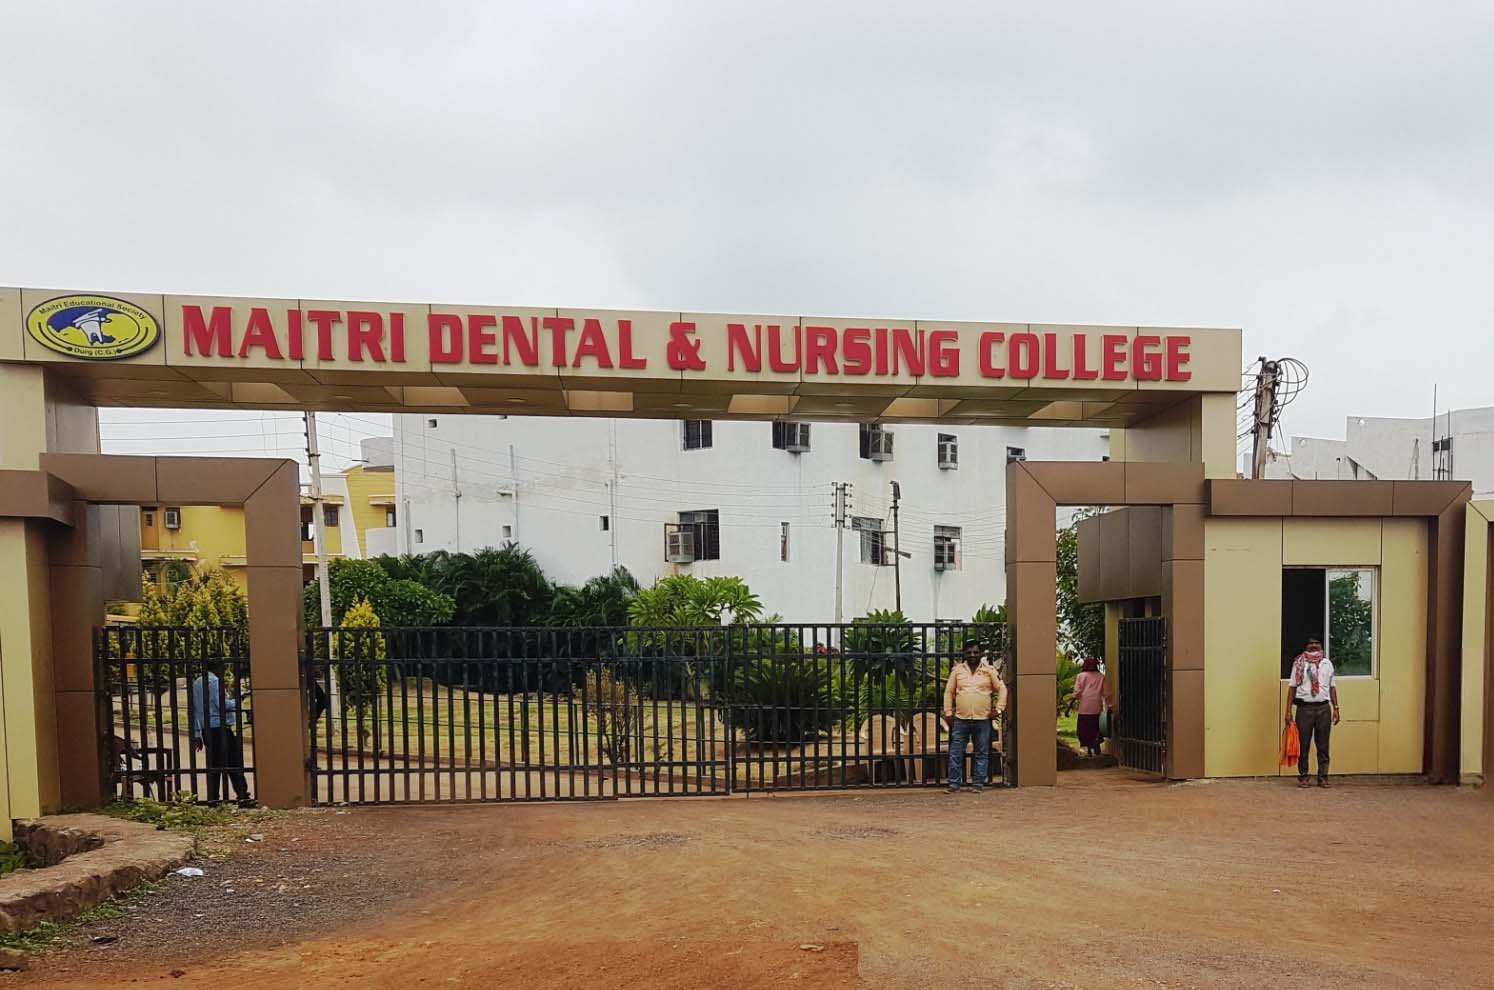 Maitri Educational Society
Durg (C.G.)
MAITRI DENTAL & NURSING COLLEGE